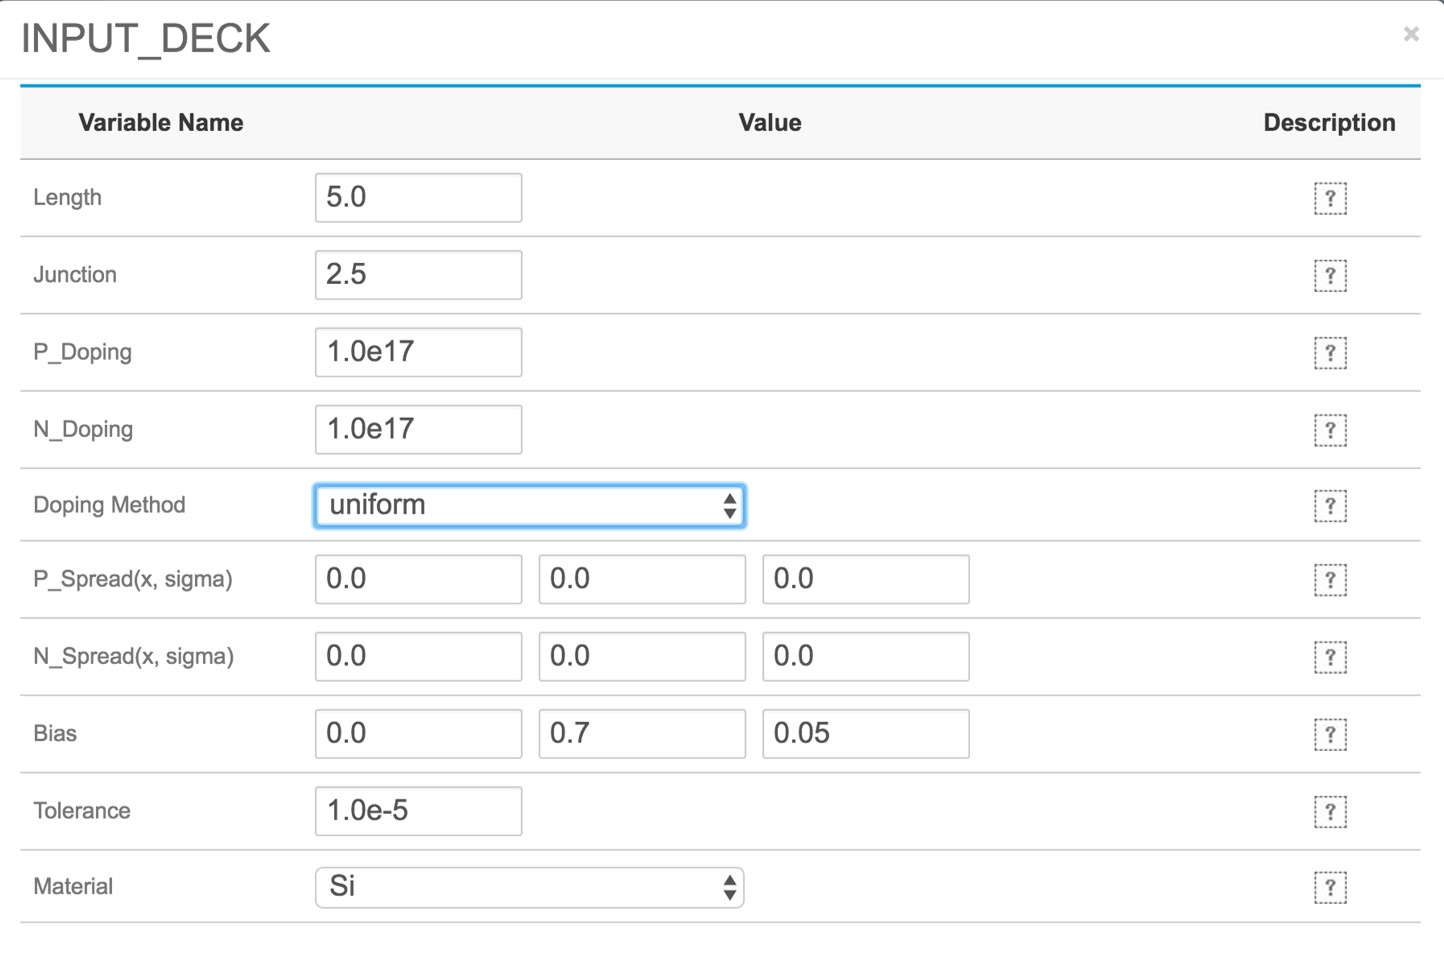 INPUT_DECK ×
Variable Name Value Description
Length 5.0 ?
Junction 2.5 ?
P_Doping 1.0e17 ?
N_Doping 1.0e17 ?
Doping Method uniform ?
P_Spread(x, sigma) 0.0 0.0 0.0 ?
N_Spread(x, sigma) 0.0 0.0 0.0 ?
Bias 0.0 0.7 0.05 ?
Tolerance 1.0e-5 ?
Material Si ?